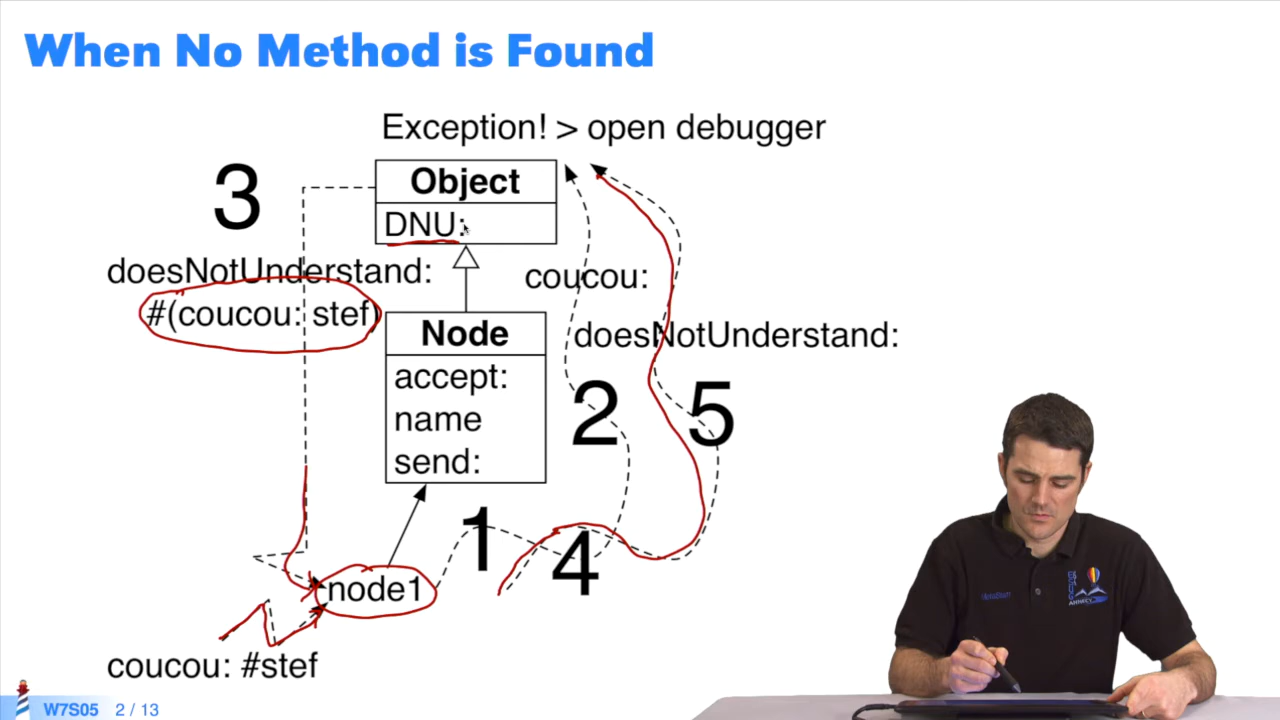 When No Method is Found
Exception! > open debugger
3
Object
DNU:
doesNotUnderstand:
#(coucou: stef)
coucou:
Node
doesNotUnderstand:
accept:
name
send:
2
5
1
4
node1
coucou: #stef
W7S05 2 / 13
ANNECY